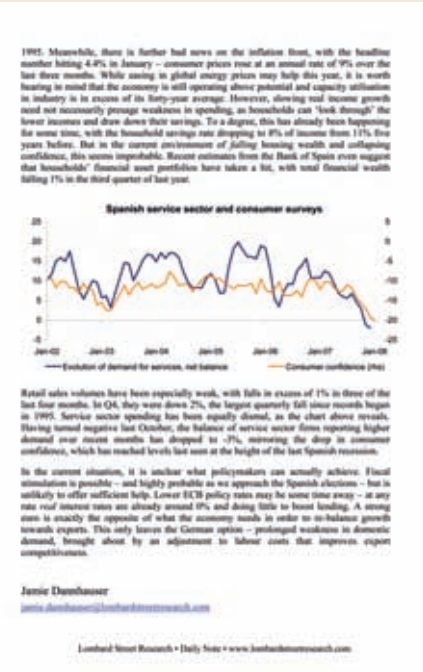 1995. Meanwhile, there is further bad news on the inflation front, with the headline
number hitting 4.4% in January – consumer prices rose at an annual rate of 9% over the
last three months. While easing in global energy prices may help this year, it is worth
bearing in mind that the economy is still operating above potential and capacity utilisation
in industry is in excess of its forty-year average. However, slowing real income growth
need not necessarily presage weakness in spending, as households can 'look through' the
lower incomes and draw down their savings. To a degree, this has already been happening
for some time, with the household savings rate dropping to 8% of income from 11% five
years before. But in the current environment of falling housing wealth and collapsing
confidence, this seems improbable. Recent estimates from the Bank of Spain even suggest
that households' financial asset portfolios have taken a hit, with total financial wealth
falling 1% in the third quarter of last year.
Spanish service sector and consumer surveys
25 5
20 0
15 -5
10 -10
5 -15
0 -20
-5 -25
Jan-02 Jan-03 Jan-04 Jan-05 Jan-06 Jan-07 Jan-08
Evolution of demand for services, net balance Consumer confidence (rhs)
Retail sales volumes have been especially weak, with falls in excess of 1% in three of the
last four months. In Q4, they were down 2%, the largest quarterly fall since records began
in 1995. Service sector spending has been equally dismal, as the chart above reveals.
Having turned negative last October, the balance of service sector firms reporting higher
demand over recent months has dropped to -3%, mirroring the drop in consumer
confidence, which has reached levels last seen at the height of the last Spanish recession.
In the current situation, it is unclear what policymakers can actually achieve. Fiscal
stimulation is possible – and highly probable as we approach the Spanish elections – but is
unlikely to offer sufficient help. Lower ECB policy rates may be some time away – at any
rate real interest rates are already around 0% and doing little to boost lending. A strong
euro is exactly the opposite of what the economy needs in order to re-balance growth
towards exports. This only leaves the German option – prolonged weakness in domestic
demand, brought about by an adjustment to labour costs that improves export
competitiveness.
Jamie Dannhauser
jamie.dannhauser@lombardstreetresearch.com
Lombard Street Research • Daily Note • www.lombardstreetresearch.com